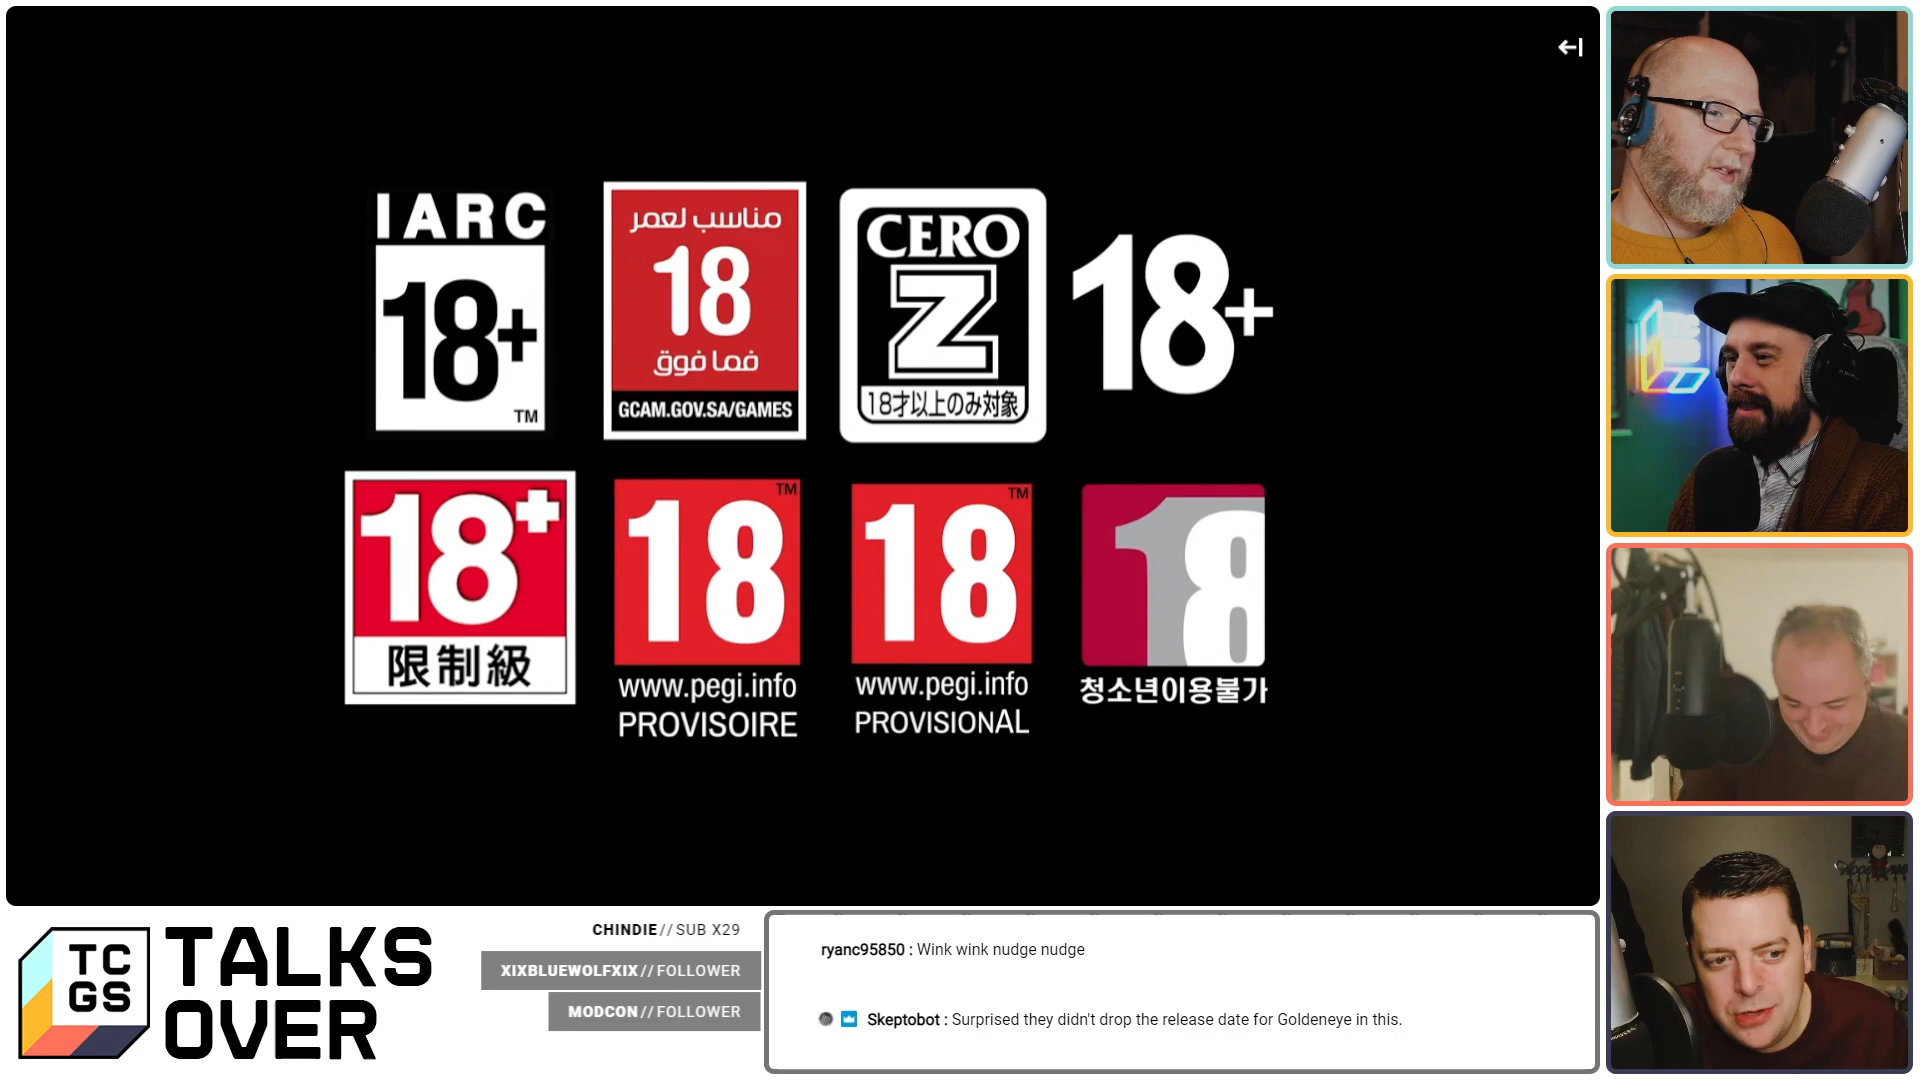 IARC
18+
TM
مناسب لعمر
18
فما فوق
GCAM.GOV.SA/GAMES
CERO
Z
18才以上のみ対象
18+
18+
限制級
18
TM
www.pegi.info
PROVISOIRE
18
TM
www.pegi.info
PROVISIONAL
18
청소년이용불가
TC
GS
TALKS
OVER
CHINDIE // SUB X29
XIXBLUEWOLFXIX // FOLLOWER
MODCON // FOLLOWER
ryanc95850 : Wink wink nudge nudge
Skeptobot : Surprised they didn't drop the release date for Goldeneye in this.